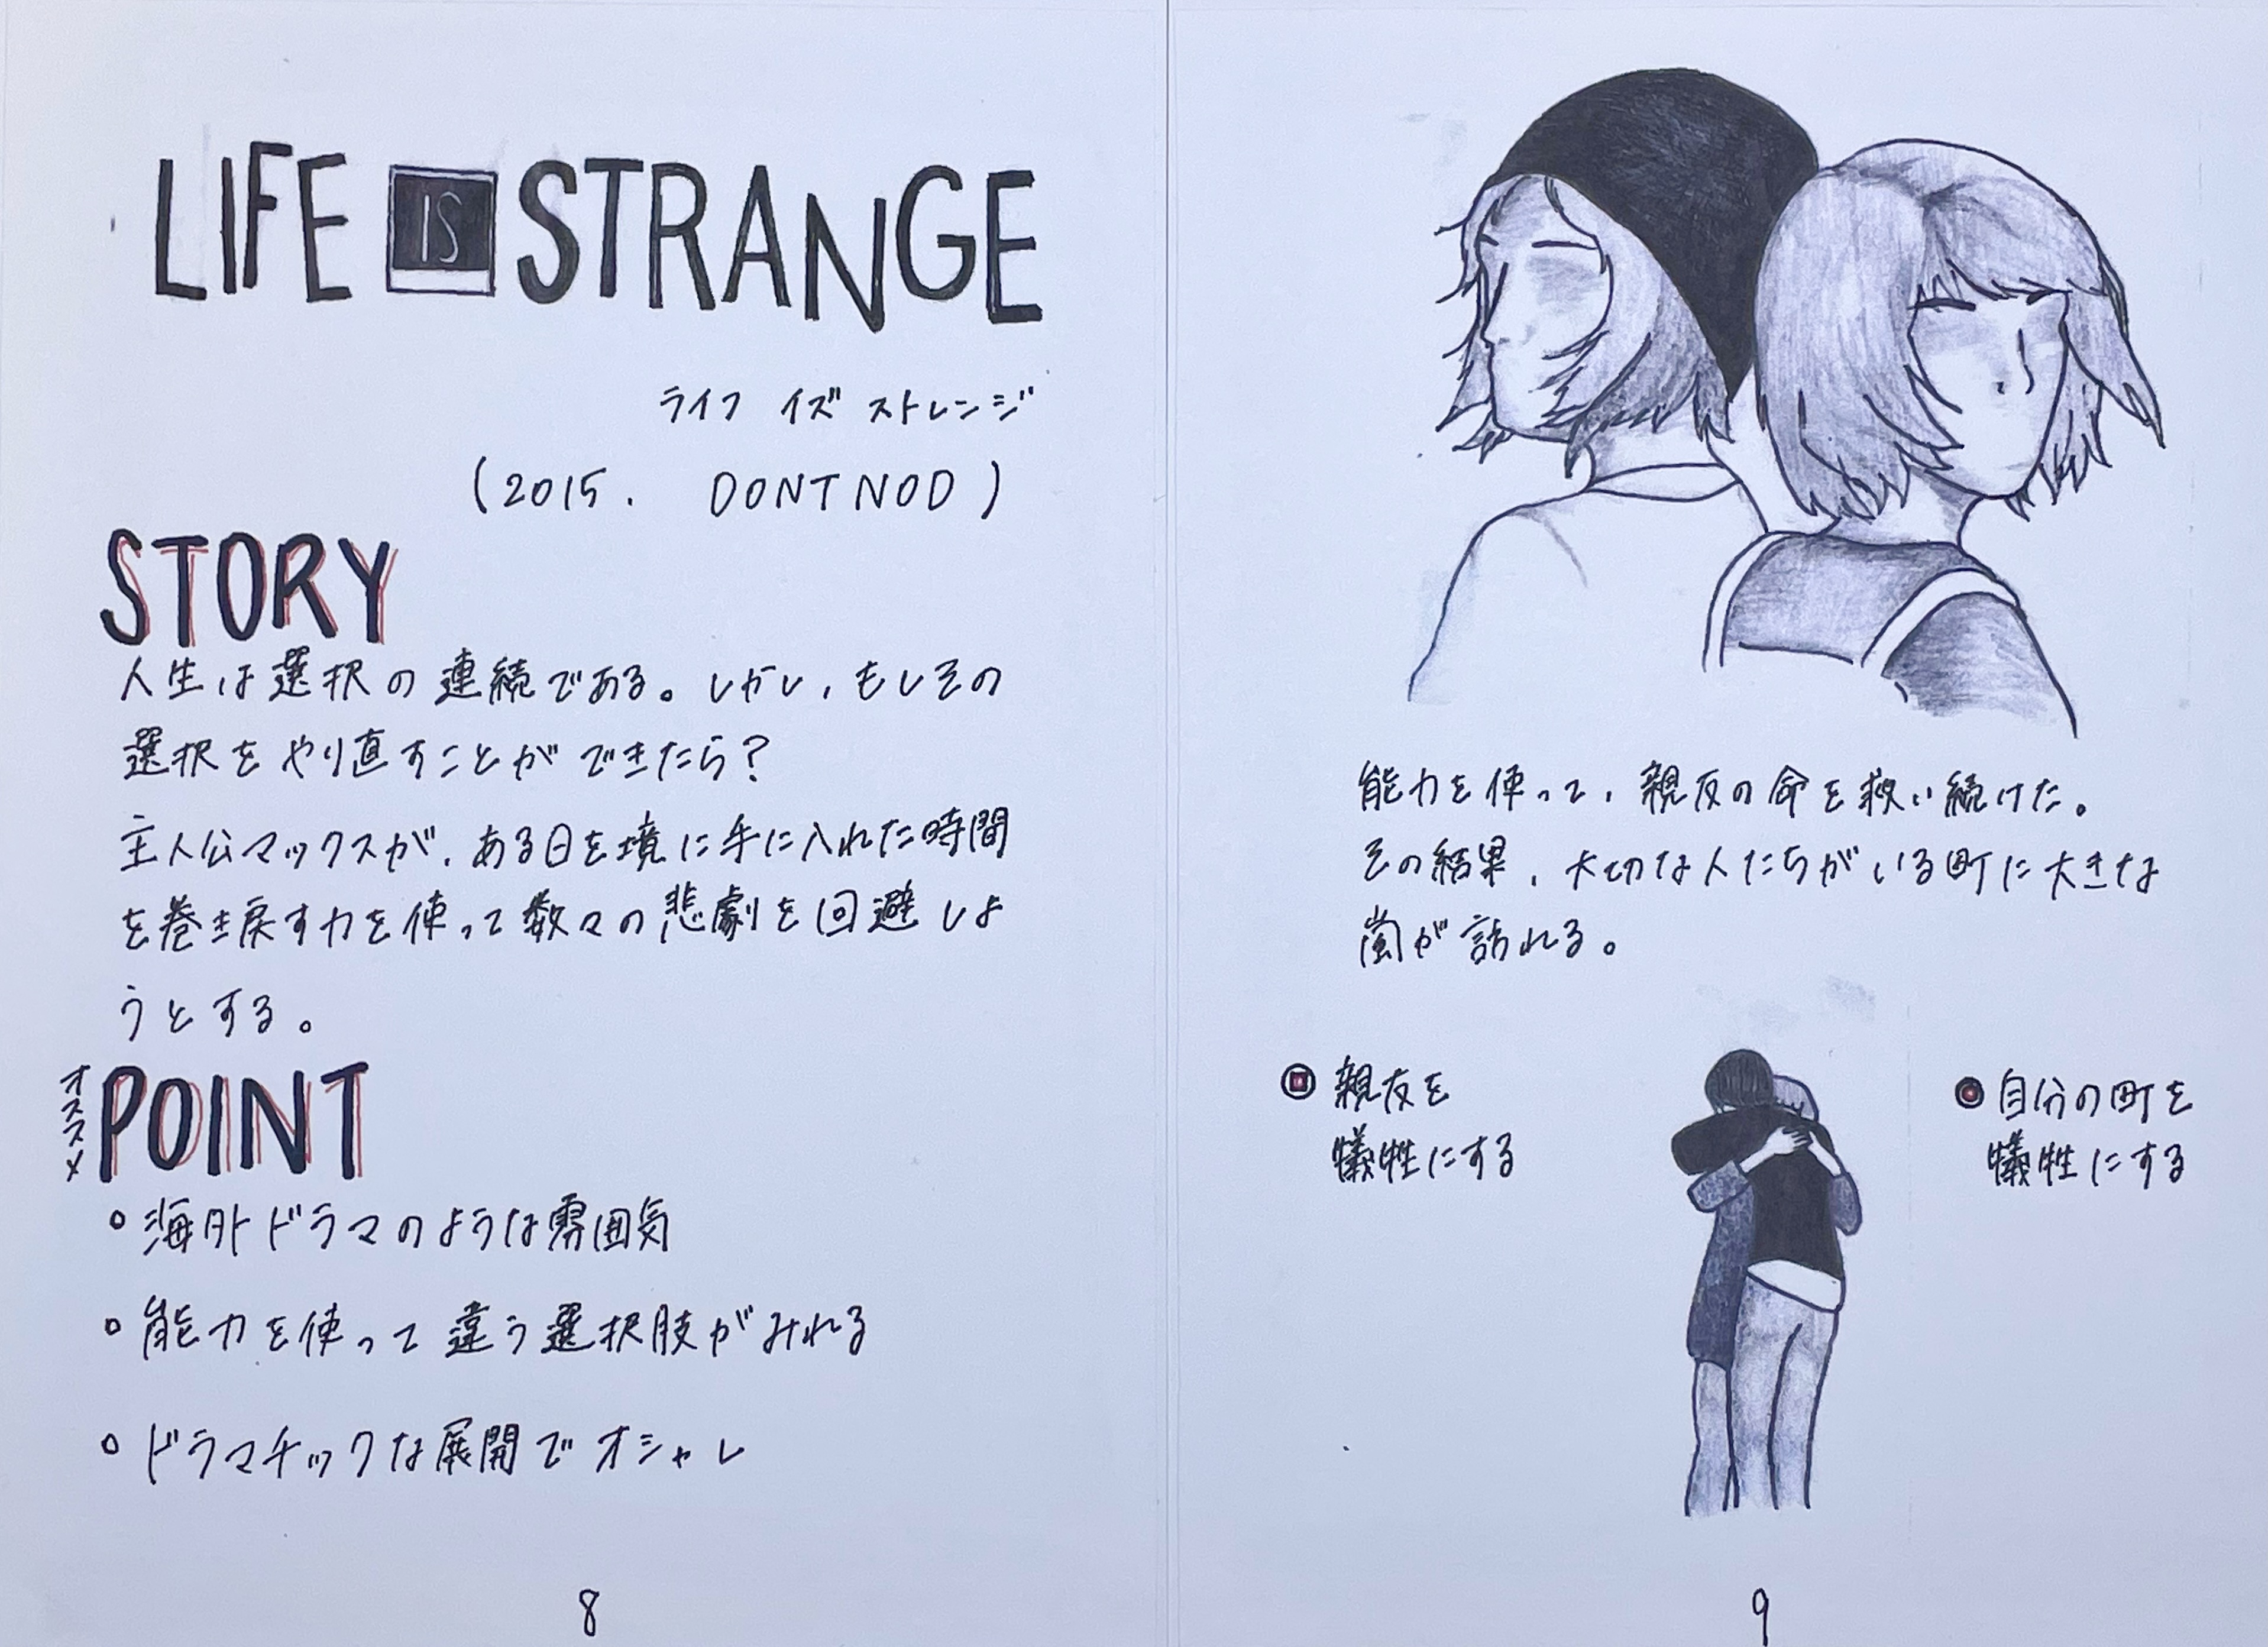 LIFE IS STRANGE
ライフ イズ ストレンジ
(2015. DONTNOD)
STORY
人生は選択の連続である。しかし、もしその
選択をやり直すことができたら?
主人公マックスが、ある日を境に手に入れた時間
を巻き戻す力を使って数々の悲劇を回避しよ
うとする。
オススメ
POINT
○海外ドラマのような雰囲気
○能力を使って違う選択肢がみれる
○ドラマチックな展開でオシャレ
8
能力を使って、親友の命を救い続けた。
その結果、大切な人たちがいる町に大きな
嵐が訪れる。
親友を
犠牲にする
自分の町を
犠牲にする
9